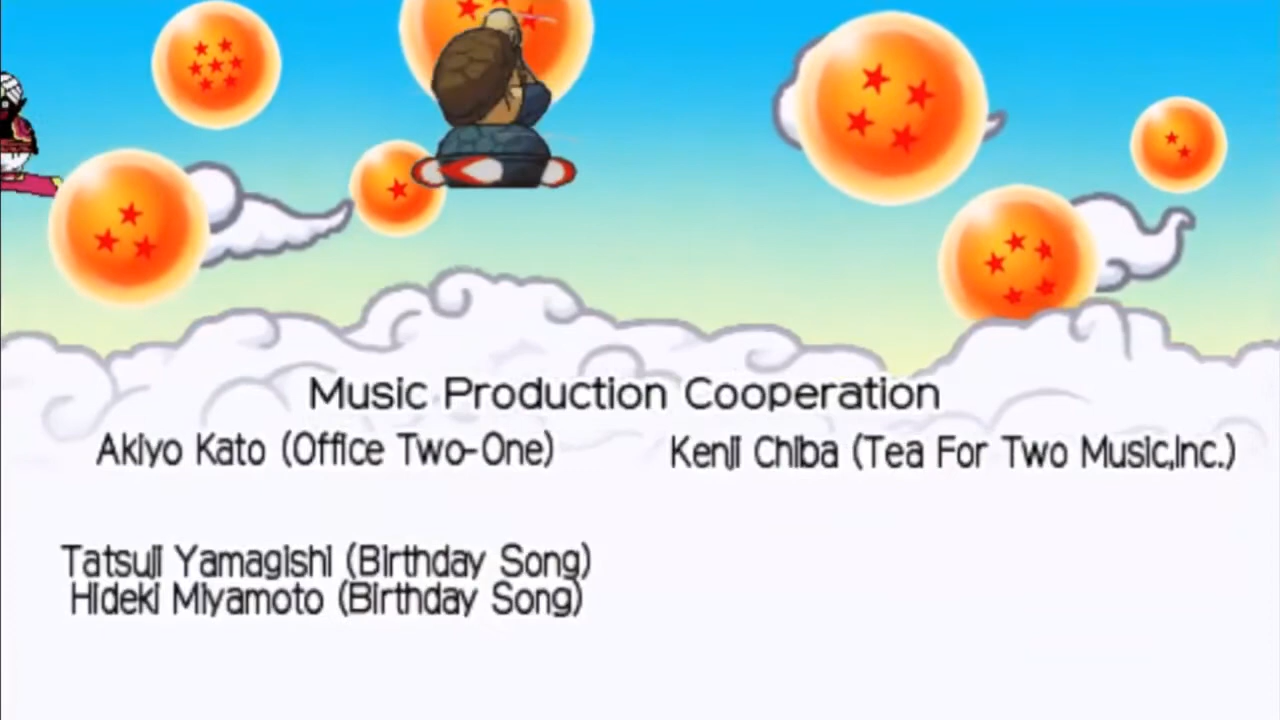 Music Production Cooperation
Akiyo Kato (Office Two-One)
Kenji Chiba (Tea For Two Music,Inc.)
Tatsuji Yamagishi (Birthday Song)
Hideki Miyamoto (Birthday Song)